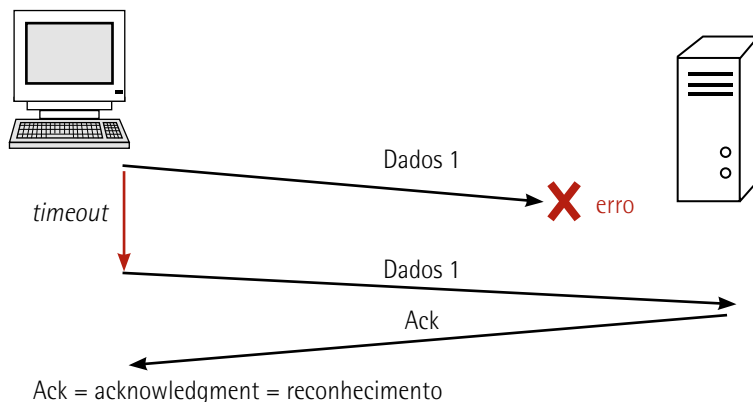 Dados 1
erro
timeout
Dados 1
Ack
Ack = acknowledgment = reconhecimento